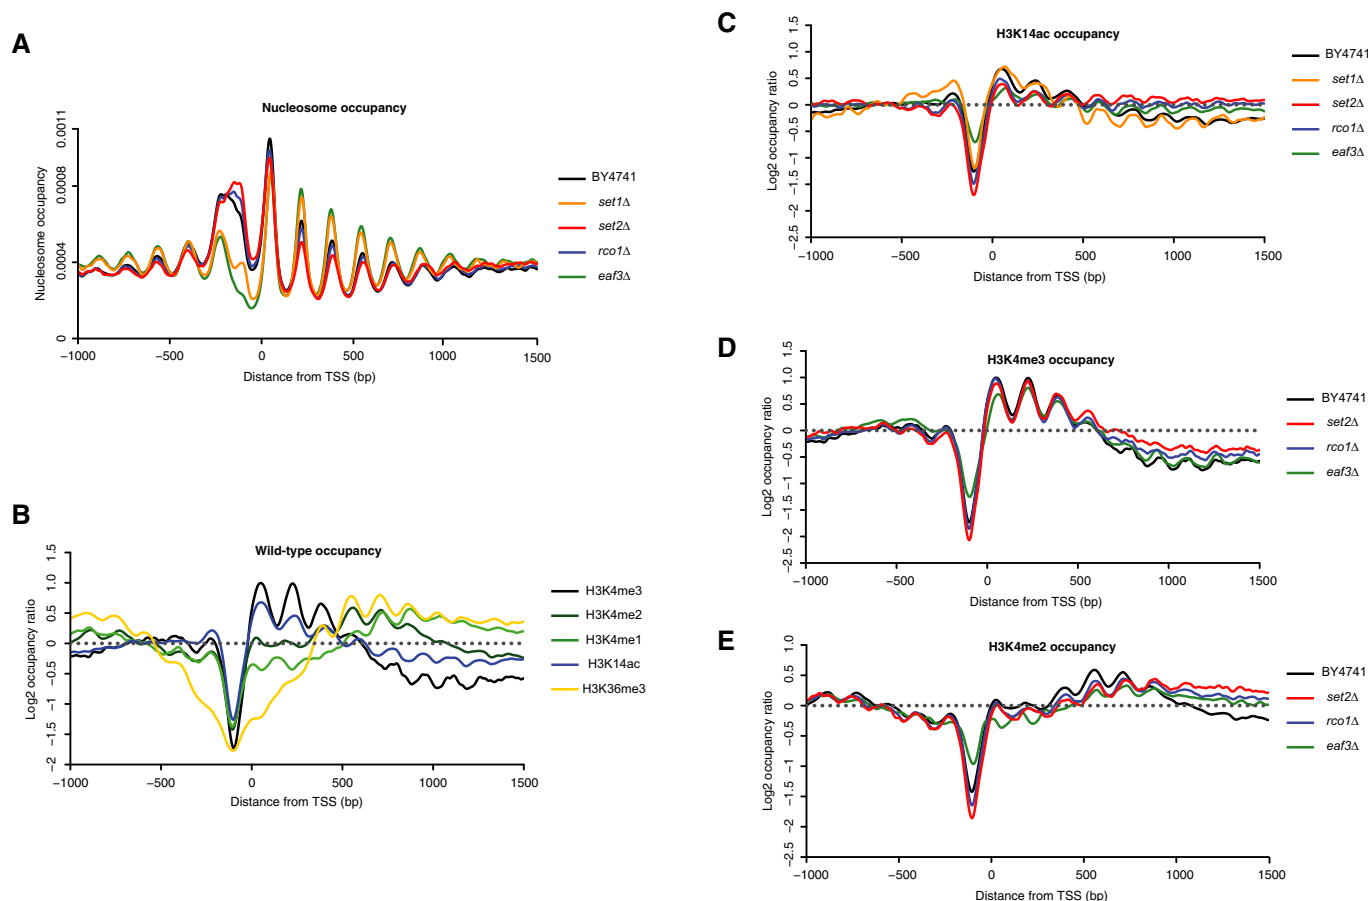 A
Nucleosome occupancy
Nucleosome occupancy
0 0.0004 0.0008 0.0011
−1000 −500 0 500 1000 1500
Distance from TSS (bp)
BY4741
set1Δ
set2Δ
rco1Δ
eaf3Δ
B
Wild-type occupancy
Log2 occupancy ratio
−2 −1.5 −1 −0.5 0 0.5 1.0 1.5
−1000 −500 0 500 1000 1500
Distance from TSS (bp)
H3K4me3
H3K4me2
H3K4me1
H3K14ac
H3K36me3
C
H3K14ac occupancy
Log2 occupancy ratio
−2.5 −2 −1.5 −1 −0.5 0 0.5 1.0 1.5
−1000 −500 0 500 1000 1500
Distance from TSS (bp)
BY4741
set1Δ
set2Δ
rco1Δ
eaf3Δ
D
H3K4me3 occupancy
Log2 occupancy ratio
−2.5 −2 −1.5 −1 −0.5 0 0.5 1.0 1.5
−1000 −500 0 500 1000 1500
Distance from TSS (bp)
BY4741
set2Δ
rco1Δ
eaf3Δ
E
H3K4me2 occupancy
Log2 occupancy ratio
−2.5 −2 −1.5 −1 −0.5 0 0.5 1.0
−1000 −500 0 500 1000 1500
Distance from TSS (bp)
BY4741
set2Δ
rco1Δ
eaf3Δ